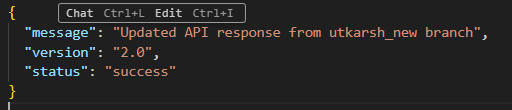 {
Chat Ctrl+L Edit Ctrl+I
"message": "Updated API response from utkarsh_new branch",
"version": "2.0",
"status": "success"
}